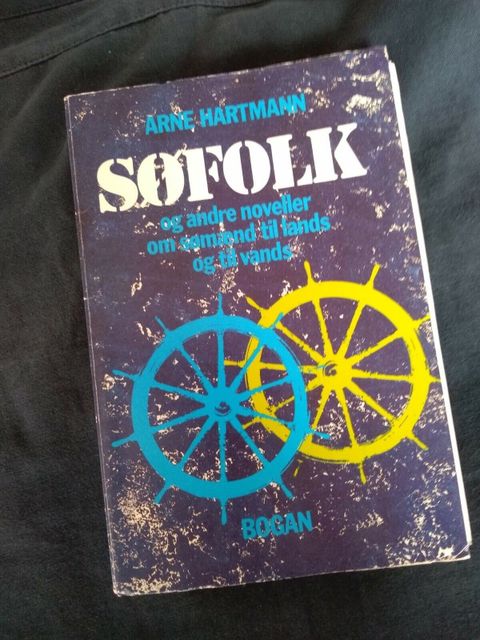 ARNE HARTMANN
SØFOLK
og andre noveller
om sømænd til lands
og til vands
BOGAN